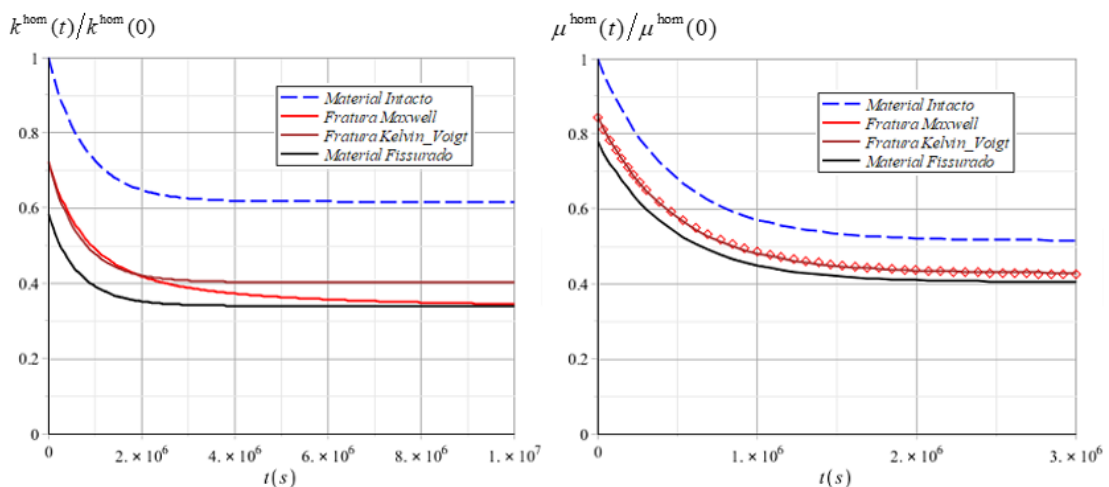 k^hom(t)/k^hom(0)
1
0.8
0.6
0.4
0.2
0
Material Intacto
Fratura Maxwell
Fratura Kelvin_Voigt
Material Fissurado
0
2. × 10^6
4. × 10^6
6. × 10^6
8. × 10^6
1. × 10^7
t(s)
μ^hom(t)/μ^hom(0)
1
0.8
0.6
0.4
0.2
0
Material Intacto
Fratura Maxwell
Fratura Kelvin_Voigt
Material Fissurado
0
1. × 10^6
2. × 10^6
3. × 10^6
t(s)